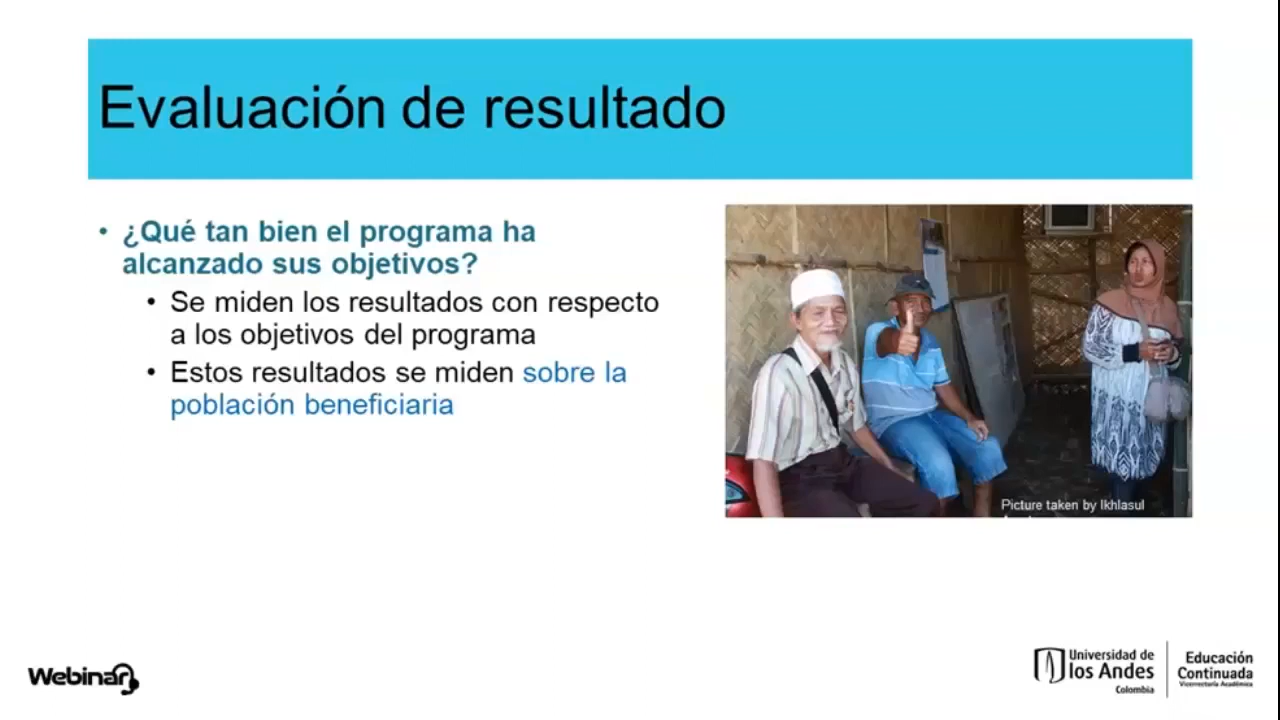 Evaluación de resultado
• ¿Qué tan bien el programa ha
alcanzado sus objetivos?
• Se miden los resultados con respecto
a los objetivos del programa
• Estos resultados se miden sobre la
población beneficiaria
Picture taken by Ikhlasul
Webinar
Universidad de
los Andes
Colombia
Educación
Continuada
Vicerrectoría Académica